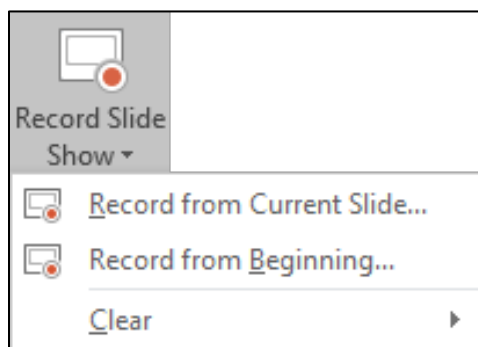 Record Slide
Show
Record from Current Slide...
Record from Beginning...
Clear